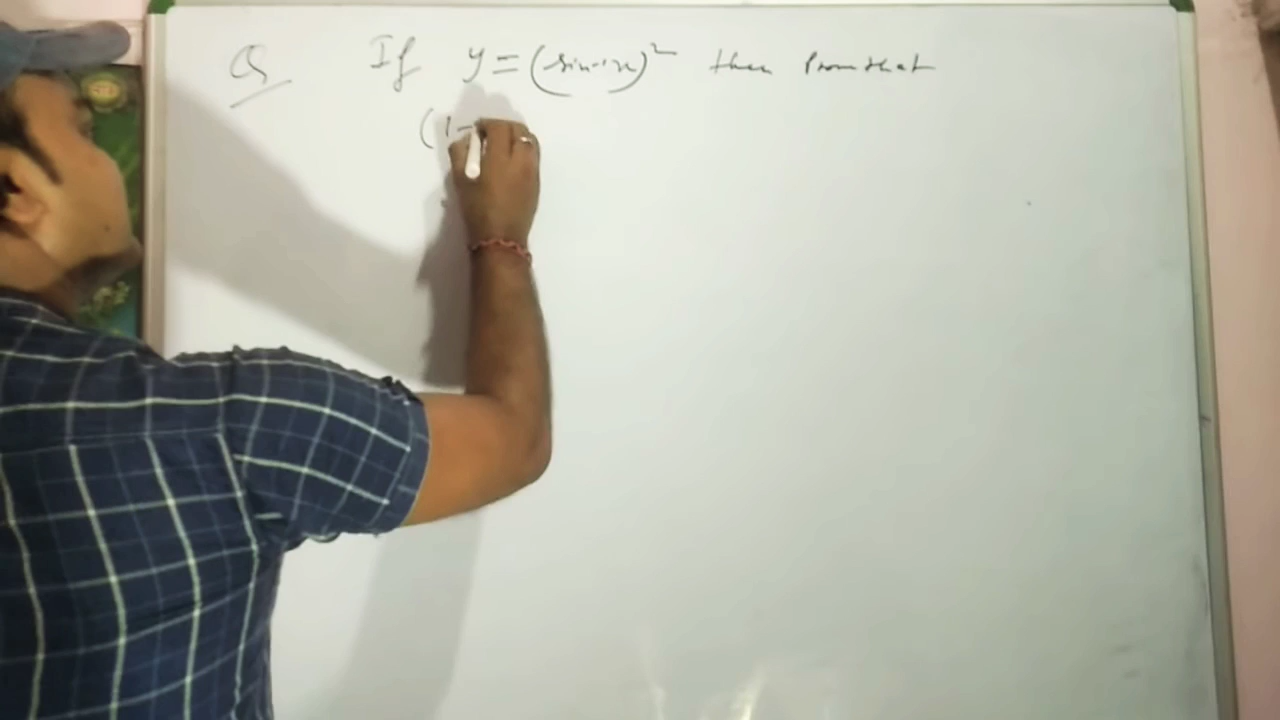 Q If y = (sin⁻¹x)² then Prove that
(1-